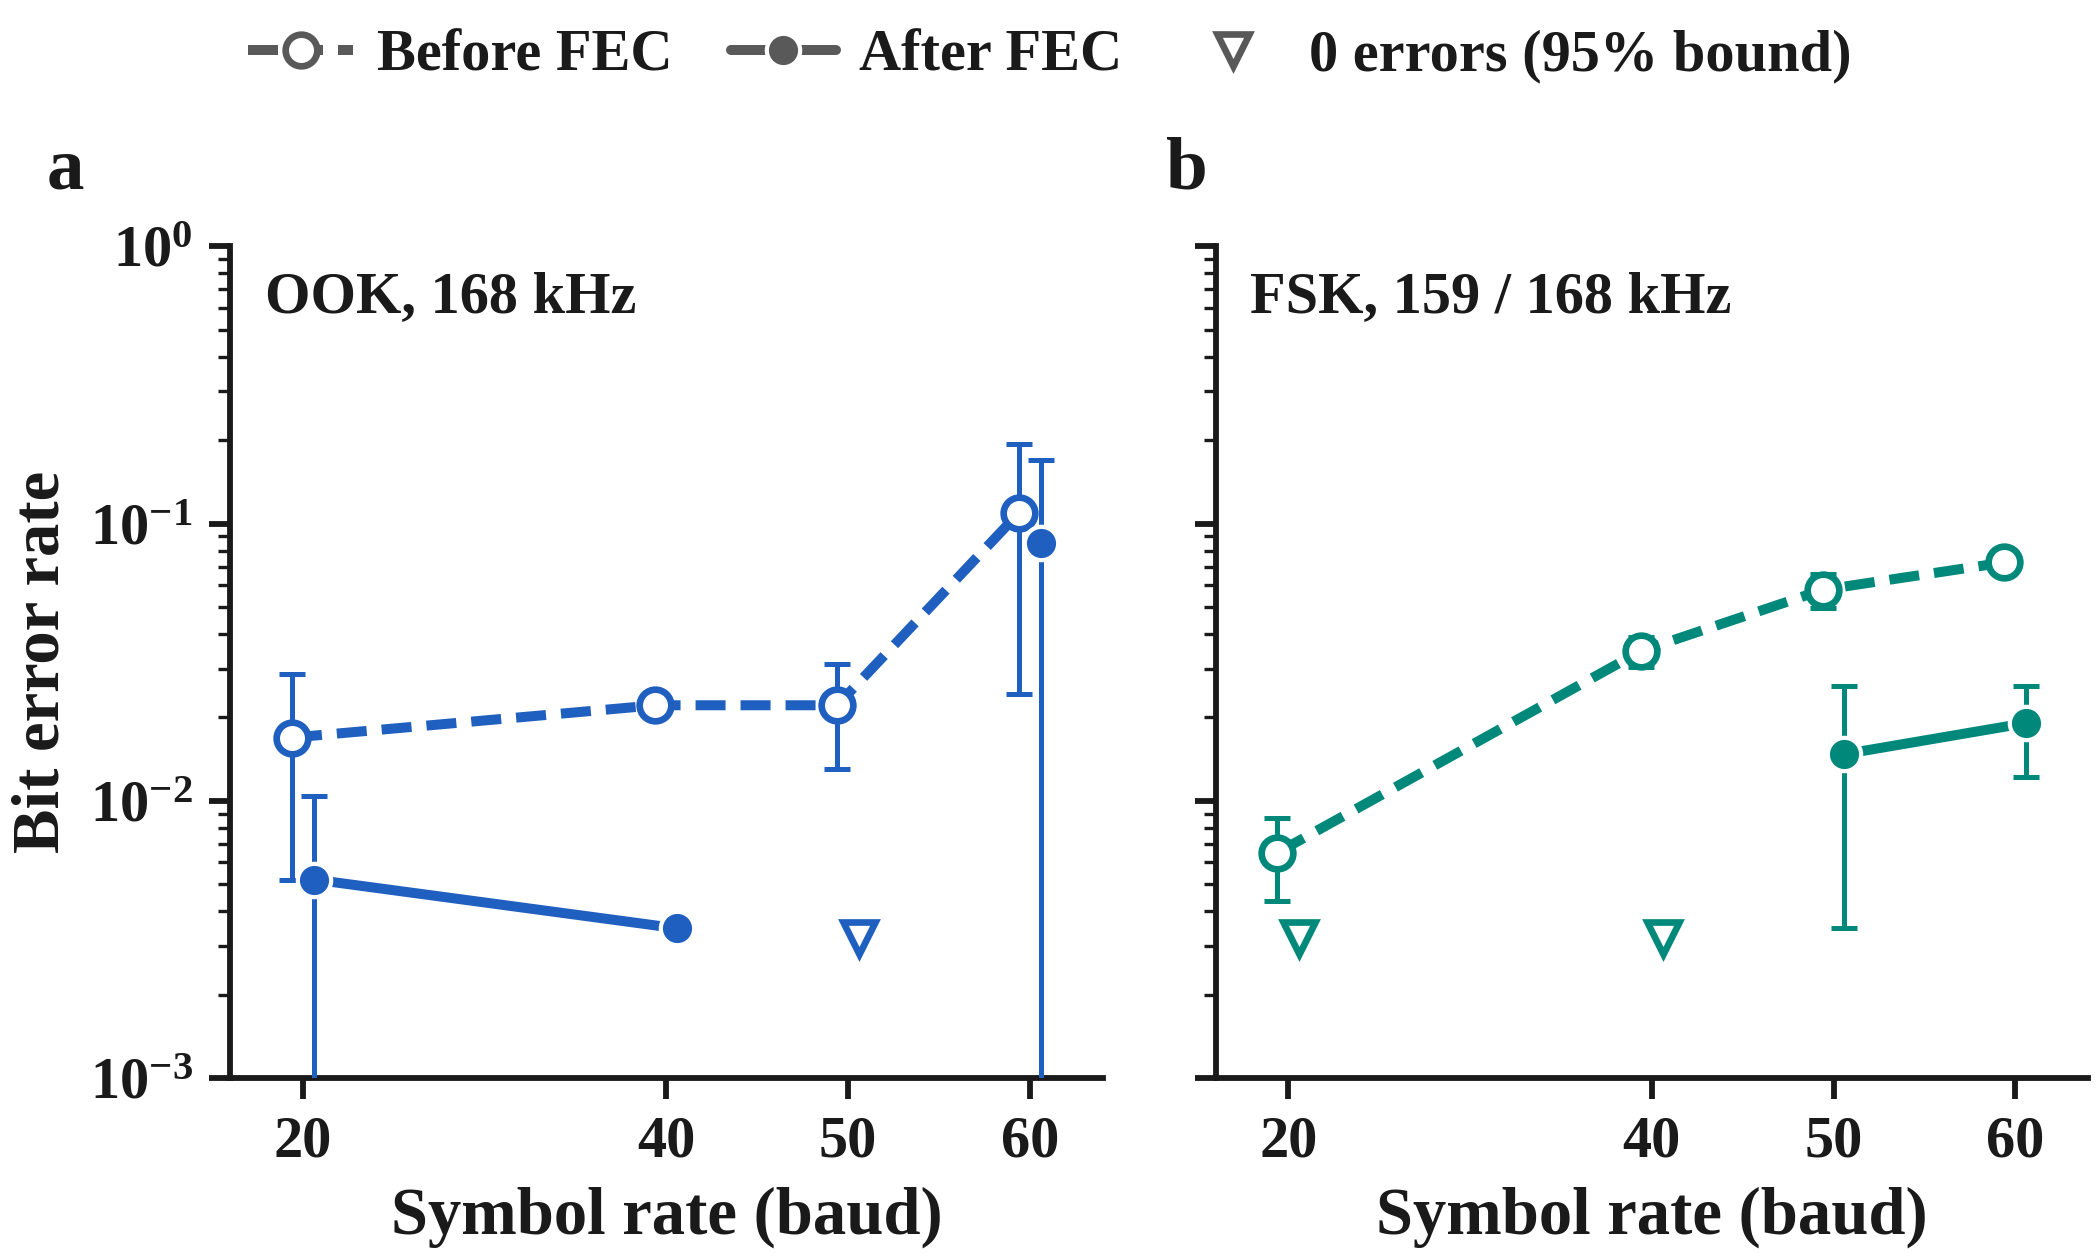 Before FEC
After FEC
0 errors (95% bound)
a
b
OOK, 168 kHz
FSK, 159 / 168 kHz
Bit error rate
10⁰
10⁻¹
10⁻²
10⁻³
20 40 50 60
20 40 50 60
Symbol rate (baud)
Symbol rate (baud)